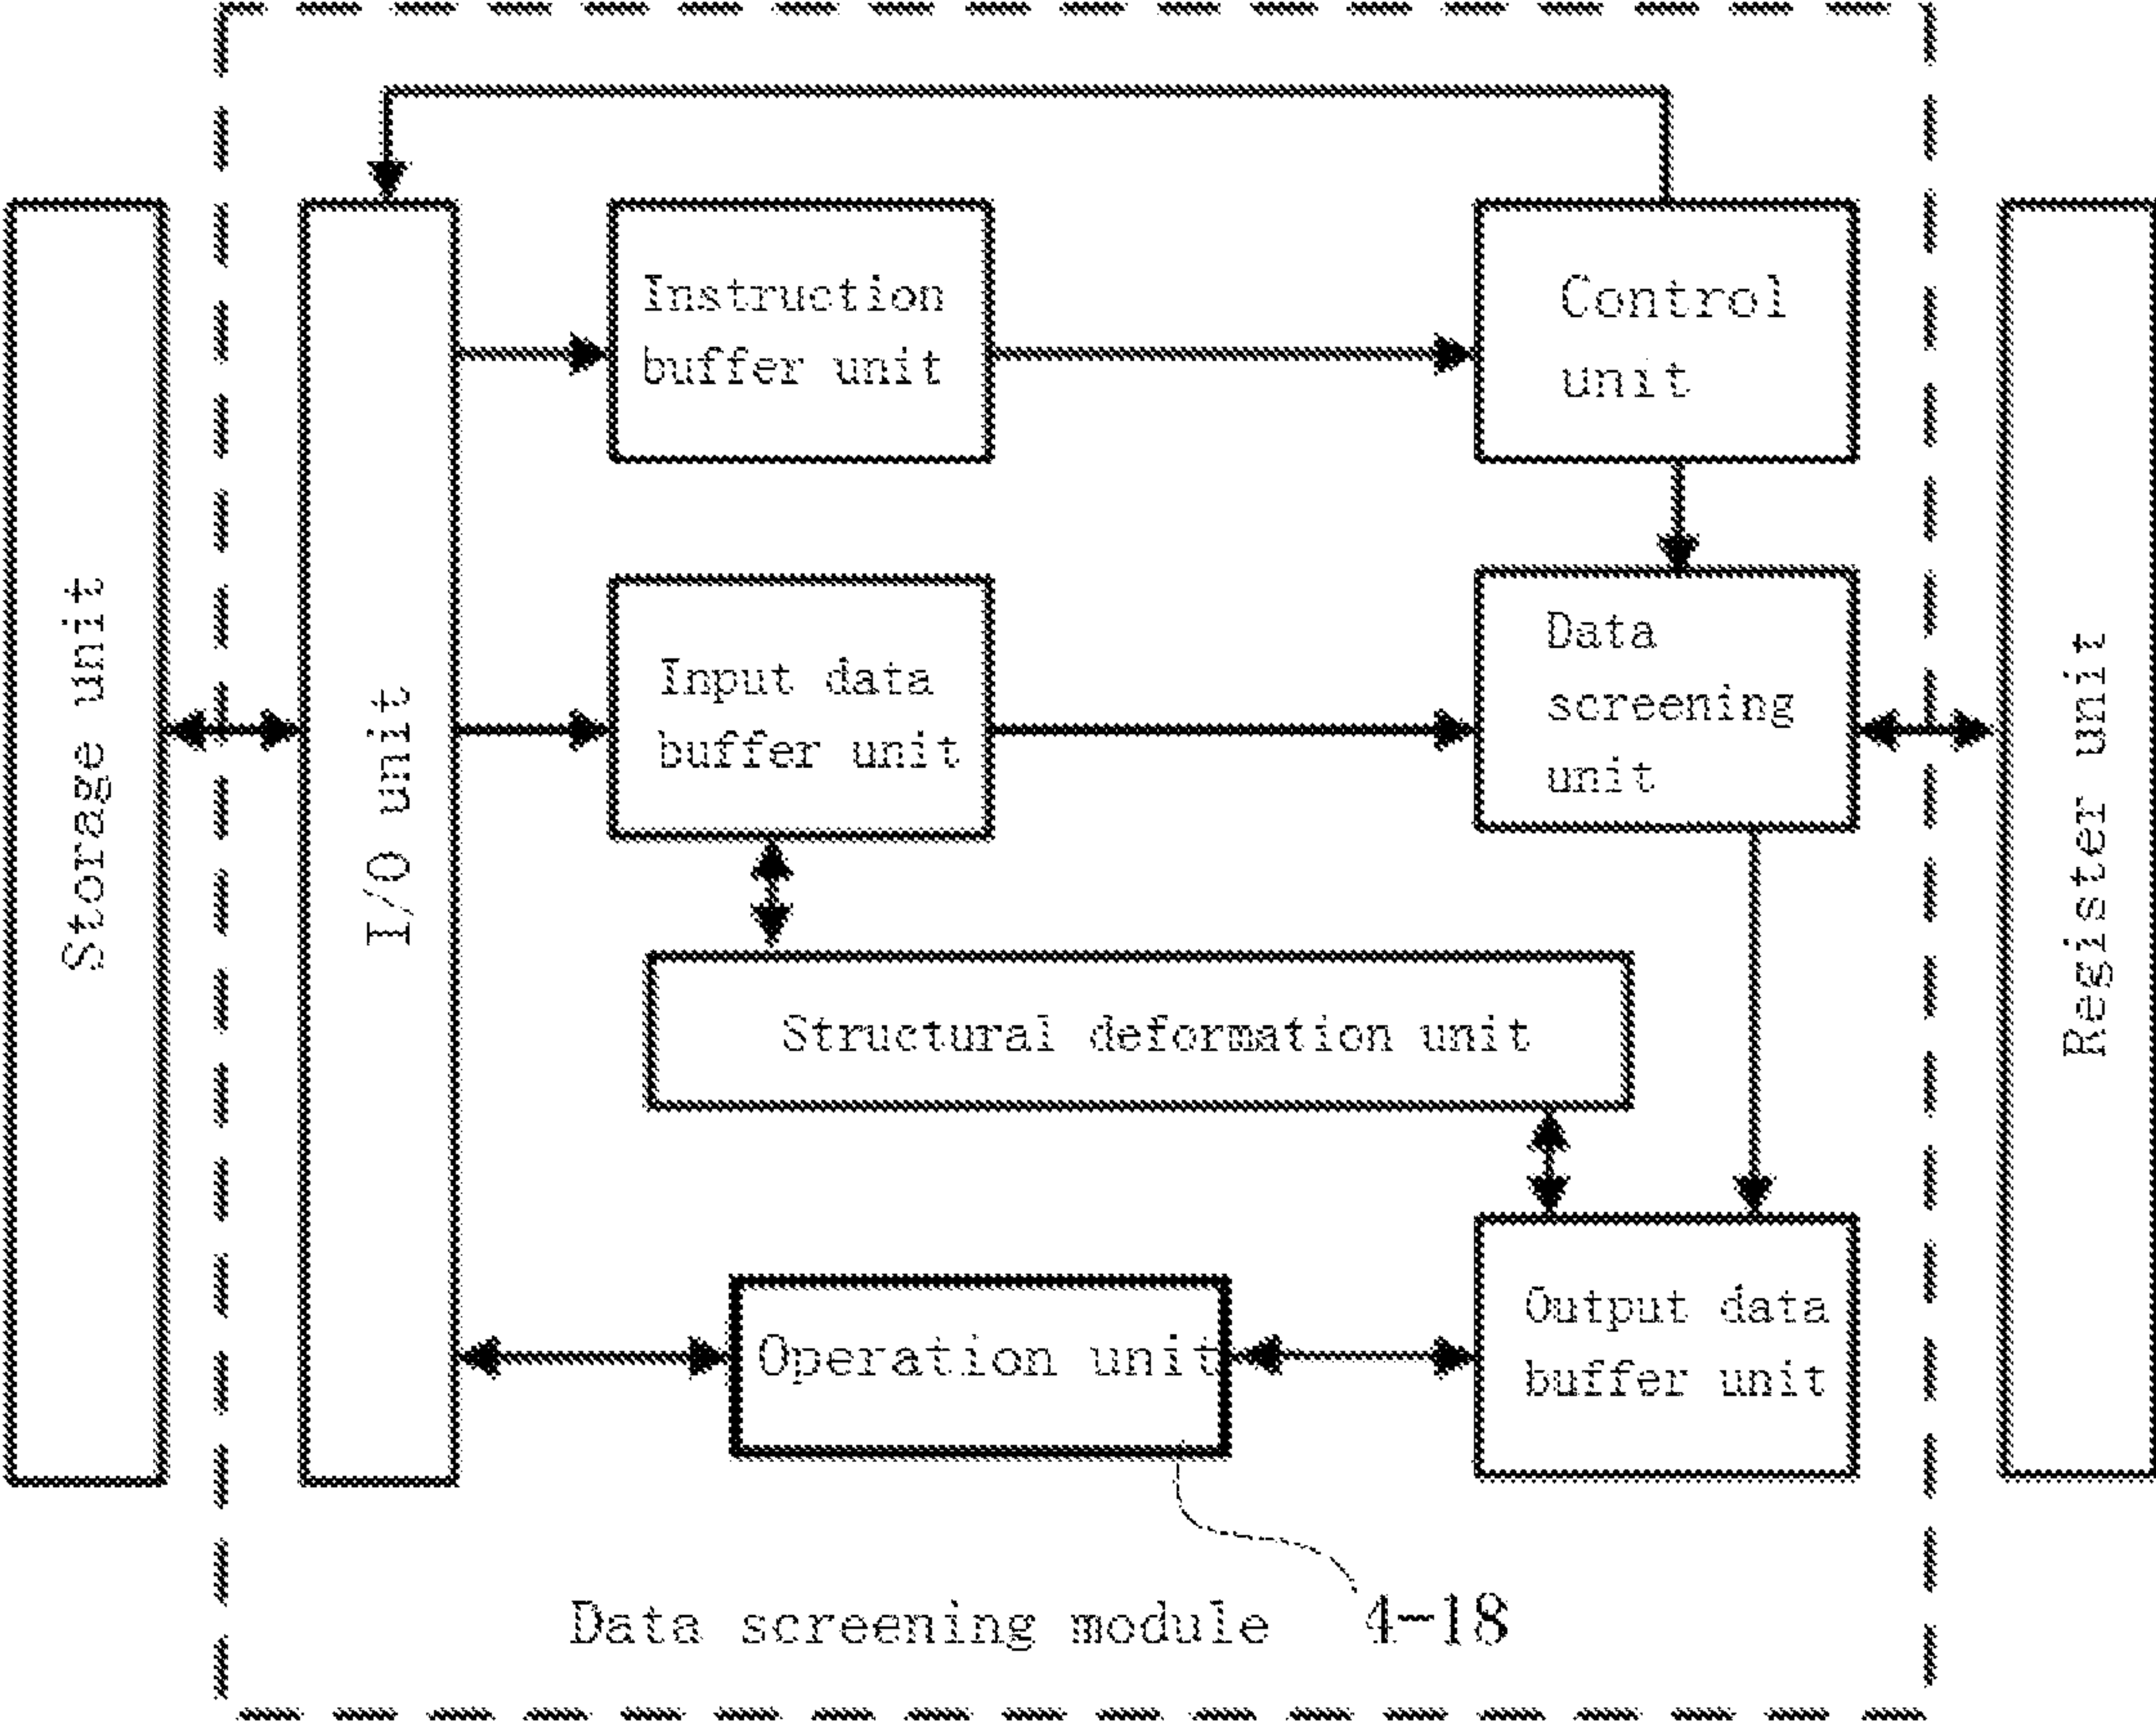 Storage unit
I/O unit
Instruction
buffer unit
Control
unit
Input data
buffer unit
Data
screening
unit
Register unit
Structural deformation unit
Operation unit
Output data
buffer unit
Data screening module
4-18